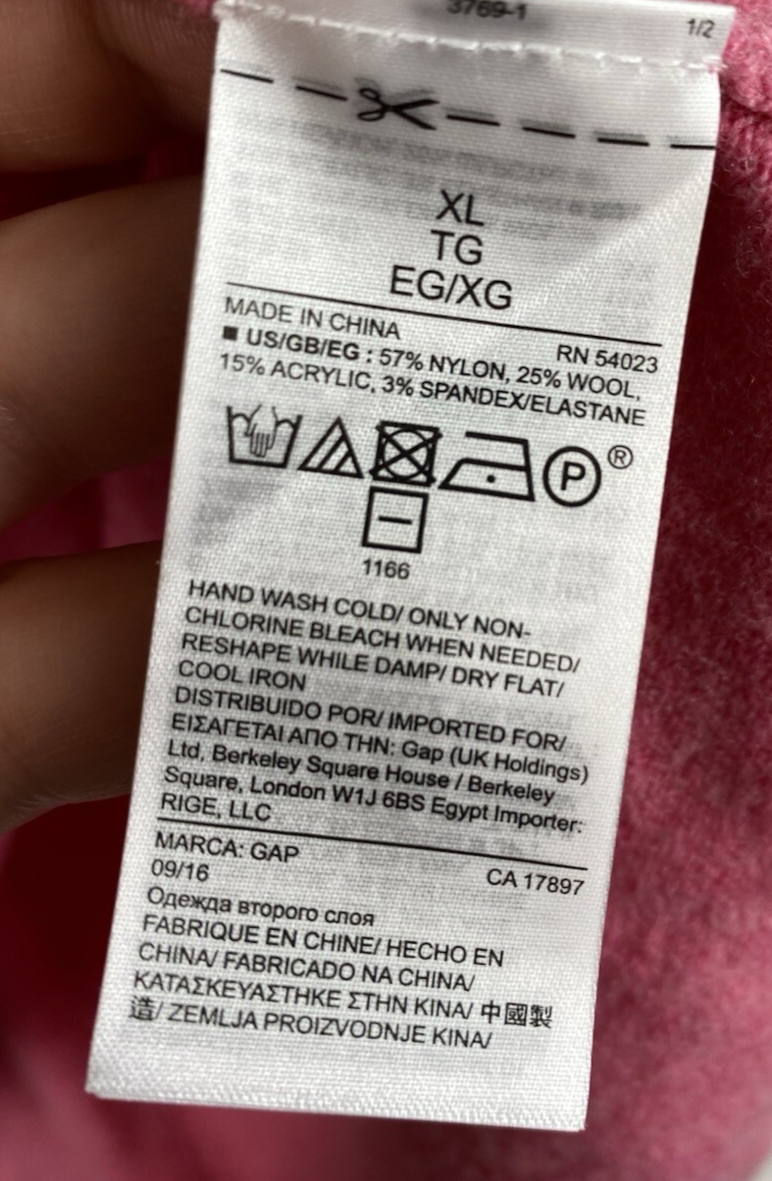 3769-1
1/2
XL
TG
EG/XG
MADE IN CHINA
RN 54023
■ US/GB/EG : 57% NYLON, 25% WOOL,
15% ACRYLIC, 3% SPANDEX/ELASTANE
P ®
1166
HAND WASH COLD/ ONLY NON-
CHLORINE BLEACH WHEN NEEDED/
RESHAPE WHILE DAMP/ DRY FLAT/
COOL IRON
DISTRIBUIDO POR/ IMPORTED FOR/
ΕΙΣΑΓΕΤΑΙ ΑΠΟ ΤΗΝ: Gap (UK Holdings)
Ltd, Berkeley Square House / Berkeley
Square, London W1J 6BS Egypt Importer:
RIGE, LLC
MARCA: GAP
CA 17897
09/16
Одежда второго слоя
FABRIQUE EN CHINE/ HECHO EN
CHINA/ FABRICADO NA CHINA/
ΚΑΤΑΣΚΕΥΑΣΤΗΚΕ ΣΤΗΝ ΚΙΝΑ/ 中國製
造/ ZEMLJA PROIZVODNJE KINA/